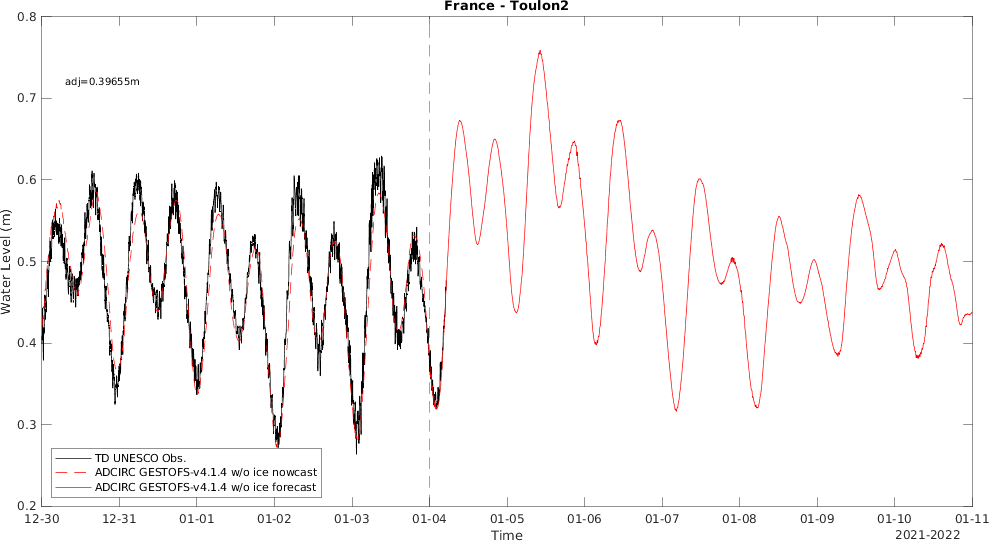 France - Toulon2
0.8
0.7
0.6
0.5
0.4
0.3
0.2
Water Level (m)
adj=0.39655m
TD UNESCO Obs.
ADCIRC GESTOFS-v4.1.4 w/o ice nowcast
ADCIRC GESTOFS-v4.1.4 w/o ice forecast
12-30 12-31 01-01 01-02 01-03 01-04 01-05 01-06 01-07 01-08 01-09 01-10 01-11
Time
2021-2022